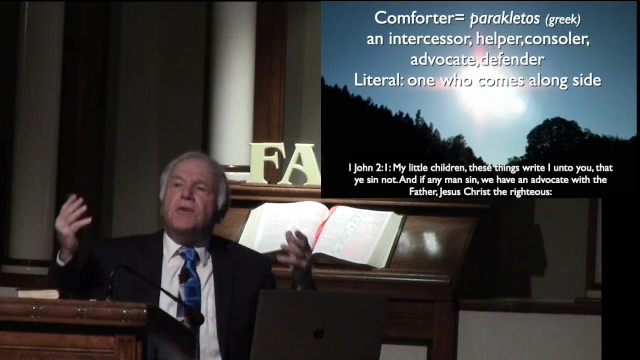 Comforter= parakletos (greek)
an intercessor, helper,consoler,
advocate,defender
Literal: one who comes along side
1 John 2:1: My little children, these things write I unto you, that
ye sin not. And if any man sin, we have an advocate with the
Father, Jesus Christ the righteous:
FA